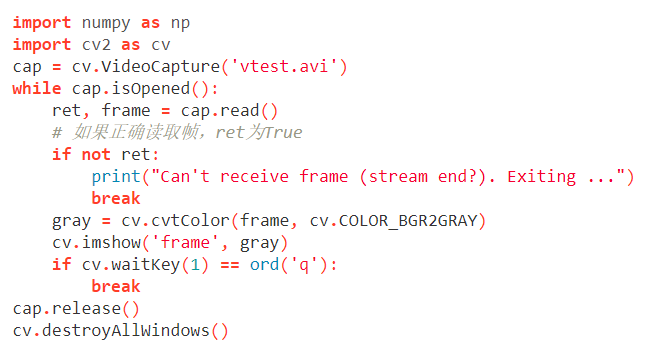 import numpy as np
import cv2 as cv
cap = cv.VideoCapture('vtest.avi')
while cap.isOpened():
    ret, frame = cap.read()
    # 如果正确读取帧，ret为True
    if not ret:
        print("Can't receive frame (stream end?). Exiting ...")
        break
    gray = cv.cvtColor(frame, cv.COLOR_BGR2GRAY)
    cv.imshow('frame', gray)
    if cv.waitKey(1) == ord('q'):
        break
cap.release()
cv.destroyAllWindows()